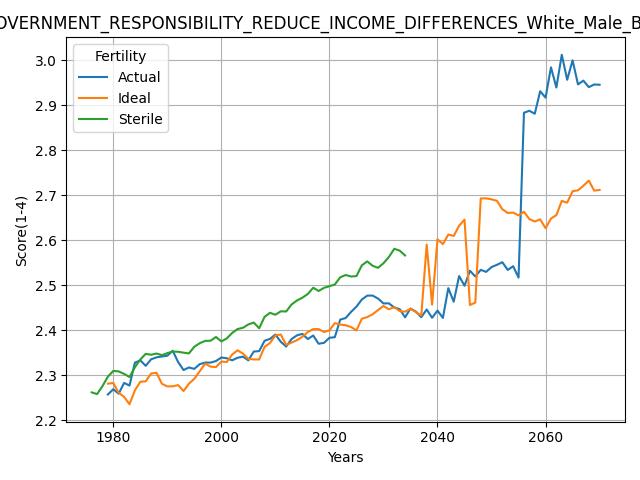 OVERNMENT_RESPONSIBILITY_REDUCE_INCOME_DIFFERENCES_White_Male_B
Fertility
Actual
Ideal
Sterile
3.0
2.9
2.8
2.7
2.6
2.5
2.4
2.3
2.2
Score(1-4)
1980 2000 2020 2040 2060
Years